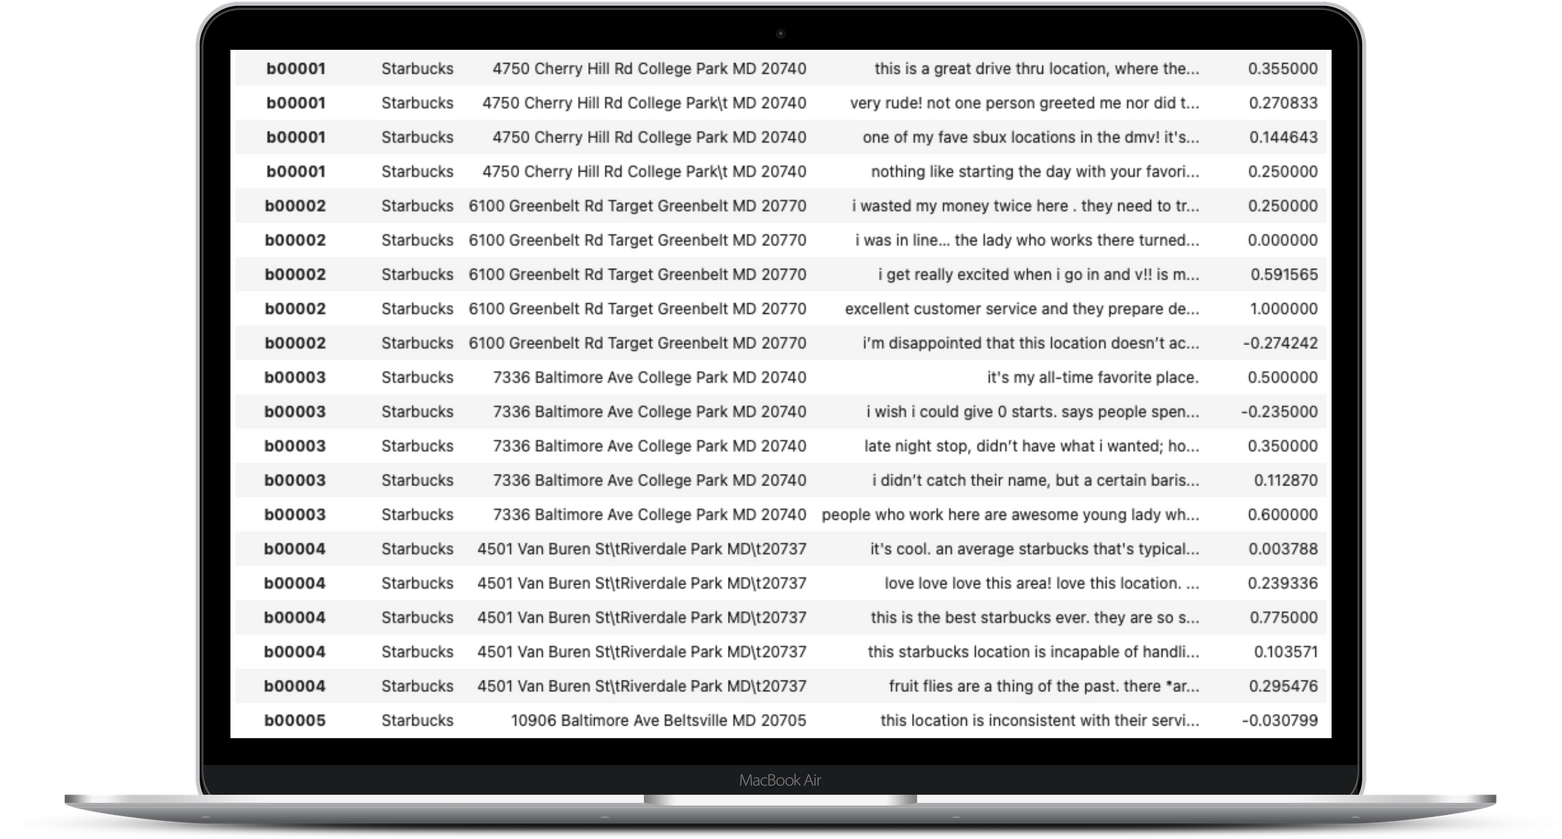 b00001 Starbucks 4750 Cherry Hill Rd College Park MD 20740 this is a great drive thru location, where the... 0.355000
b00001 Starbucks 4750 Cherry Hill Rd College Park\t MD 20740 very rude! not one person greeted me nor did t... 0.270833
b00001 Starbucks 4750 Cherry Hill Rd College Park MD 20740 one of my fave sbux locations in the dmv! it's... 0.144643
b00001 Starbucks 4750 Cherry Hill Rd College Park\t MD 20740 nothing like starting the day with your favori... 0.250000
b00002 Starbucks 6100 Greenbelt Rd Target Greenbelt MD 20770 i wasted my money twice here . they need to tr... 0.250000
b00002 Starbucks 6100 Greenbelt Rd Target Greenbelt MD 20770 i was in line... the lady who works there turned... 0.000000
b00002 Starbucks 6100 Greenbelt Rd Target Greenbelt MD 20770 i get really excited when i go in and v!! is m... 0.591565
b00002 Starbucks 6100 Greenbelt Rd Target Greenbelt MD 20770 excellent customer service and they prepare de... 1.000000
b00002 Starbucks 6100 Greenbelt Rd Target Greenbelt MD 20770 i’m disappointed that this location doesn’t ac... -0.274242
b00003 Starbucks 7336 Baltimore Ave College Park MD 20740 it's my all-time favorite place. 0.500000
b00003 Starbucks 7336 Baltimore Ave College Park MD 20740 i wish i could give 0 starts. says people spen... -0.235000
b00003 Starbucks 7336 Baltimore Ave College Park MD 20740 late night stop, didn’t have what i wanted; ho... 0.350000
b00003 Starbucks 7336 Baltimore Ave College Park MD 20740 i didn’t catch their name, but a certain baris... 0.112870
b00003 Starbucks 7336 Baltimore Ave College Park MD 20740 people who work here are awesome young lady wh... 0.600000
b00004 Starbucks 4501 Van Buren St\tRiverdale Park MD\t20737 it's cool. an average starbucks that's typical... 0.003788
b00004 Starbucks 4501 Van Buren St\tRiverdale Park MD\t20737 love love love this area! love this location. ... 0.239336
b00004 Starbucks 4501 Van Buren St\tRiverdale Park MD\t20737 this is the best starbucks ever. they are so s... 0.775000
b00004 Starbucks 4501 Van Buren St\tRiverdale Park MD\t20737 this starbucks location is incapable of handli... 0.103571
b00004 Starbucks 4501 Van Buren St\tRiverdale Park MD\t20737 fruit flies are a thing of the past. there *ar... 0.295476
b00005 Starbucks 10906 Baltimore Ave Beltsville MD 20705 this location is inconsistent with their servi... -0.030799
MacBook Air